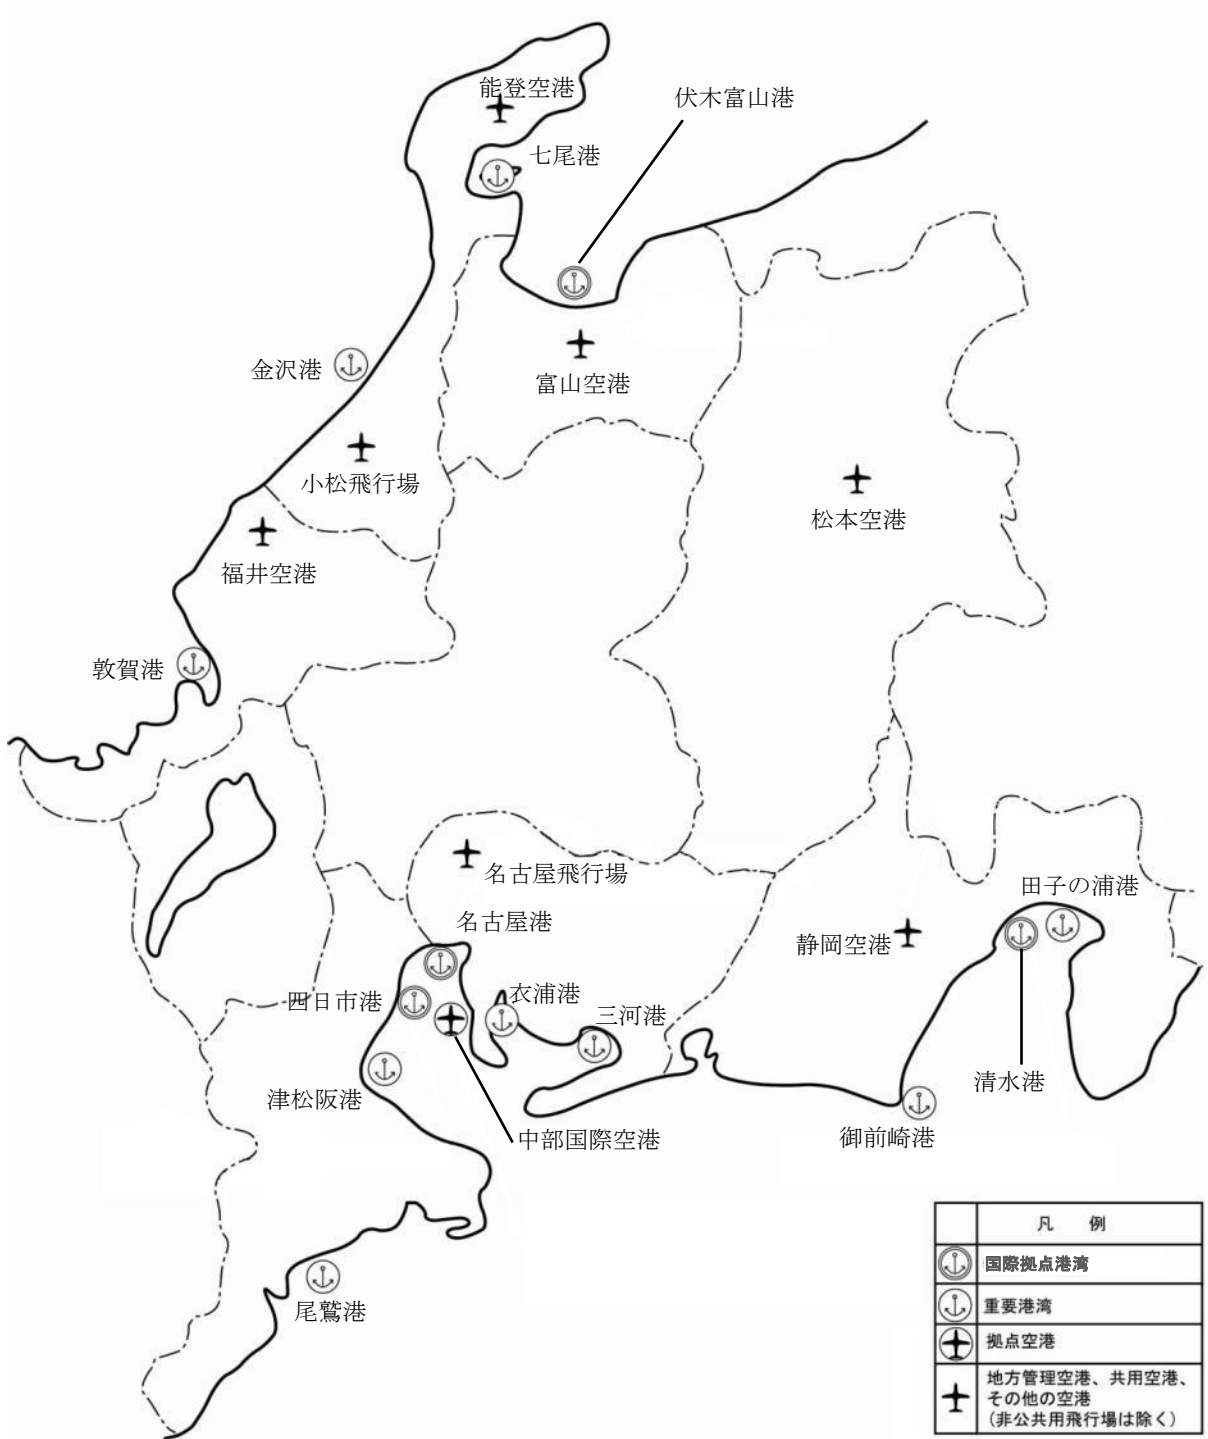 能登空港
伏木富山港
七尾港
金沢港
富山空港
小松飛行場
松本空港
福井空港
敦賀港
名古屋飛行場
田子の浦港
名古屋港
静岡空港
四日市港
衣浦港
三河港
清水港
津松阪港
中部国際空港
御前崎港
尾鷲港
凡 例
国際拠点港湾
重要港湾
拠点空港
地方管理空港、共用空港、
その他の空港
(非公共用飛行場は除く)